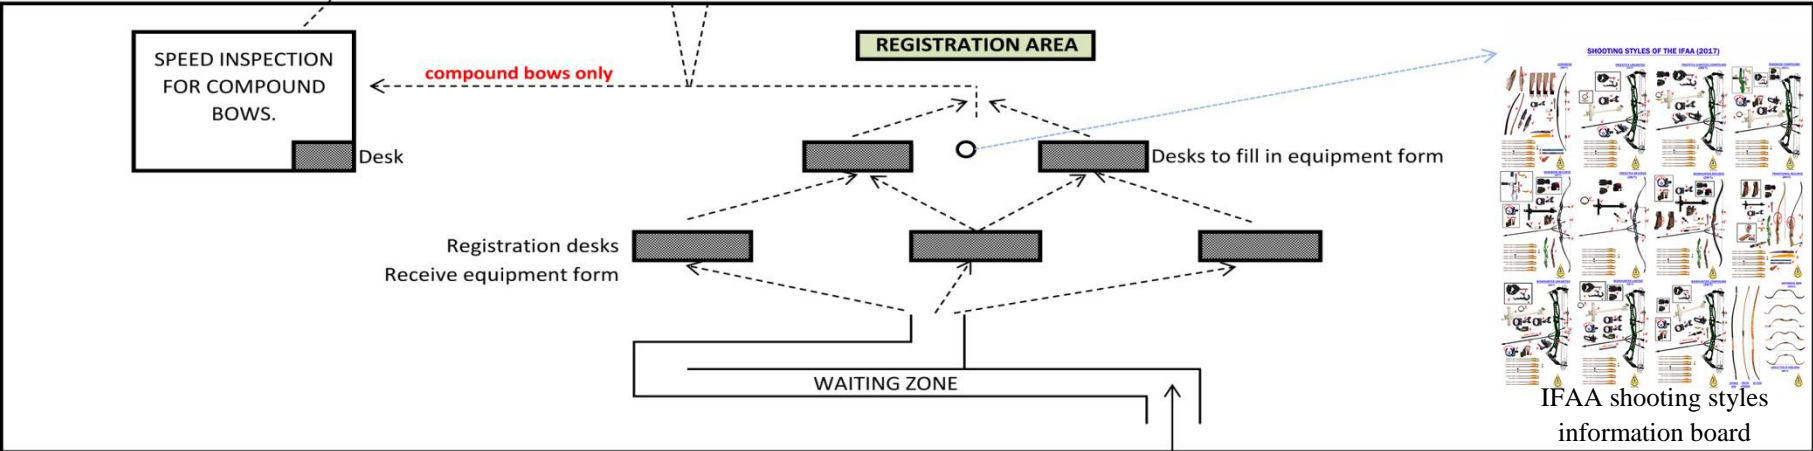 REGISTRATION AREA
SPEED INSPECTION
FOR COMPOUND
BOWS.
Desk
compound bows only
Desks to fill in equipment form
Registration desks
Receive equipment form
WAITING ZONE
SHOOTING STYLES OF THE IFAA (2017)
IFAA shooting styles
information board